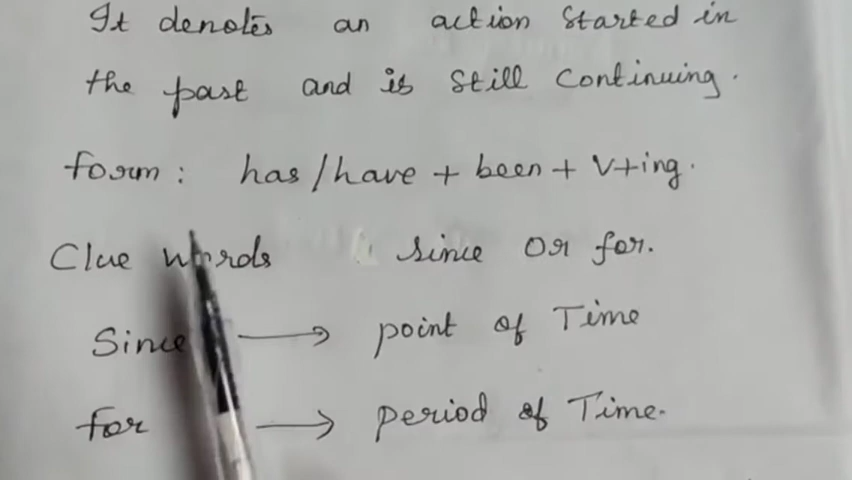 It denotes an action started in
the past and is still continuing.
form: has/have + been + v+ing.
Clue words : since or for.
Since → point of Time
for → period of Time.